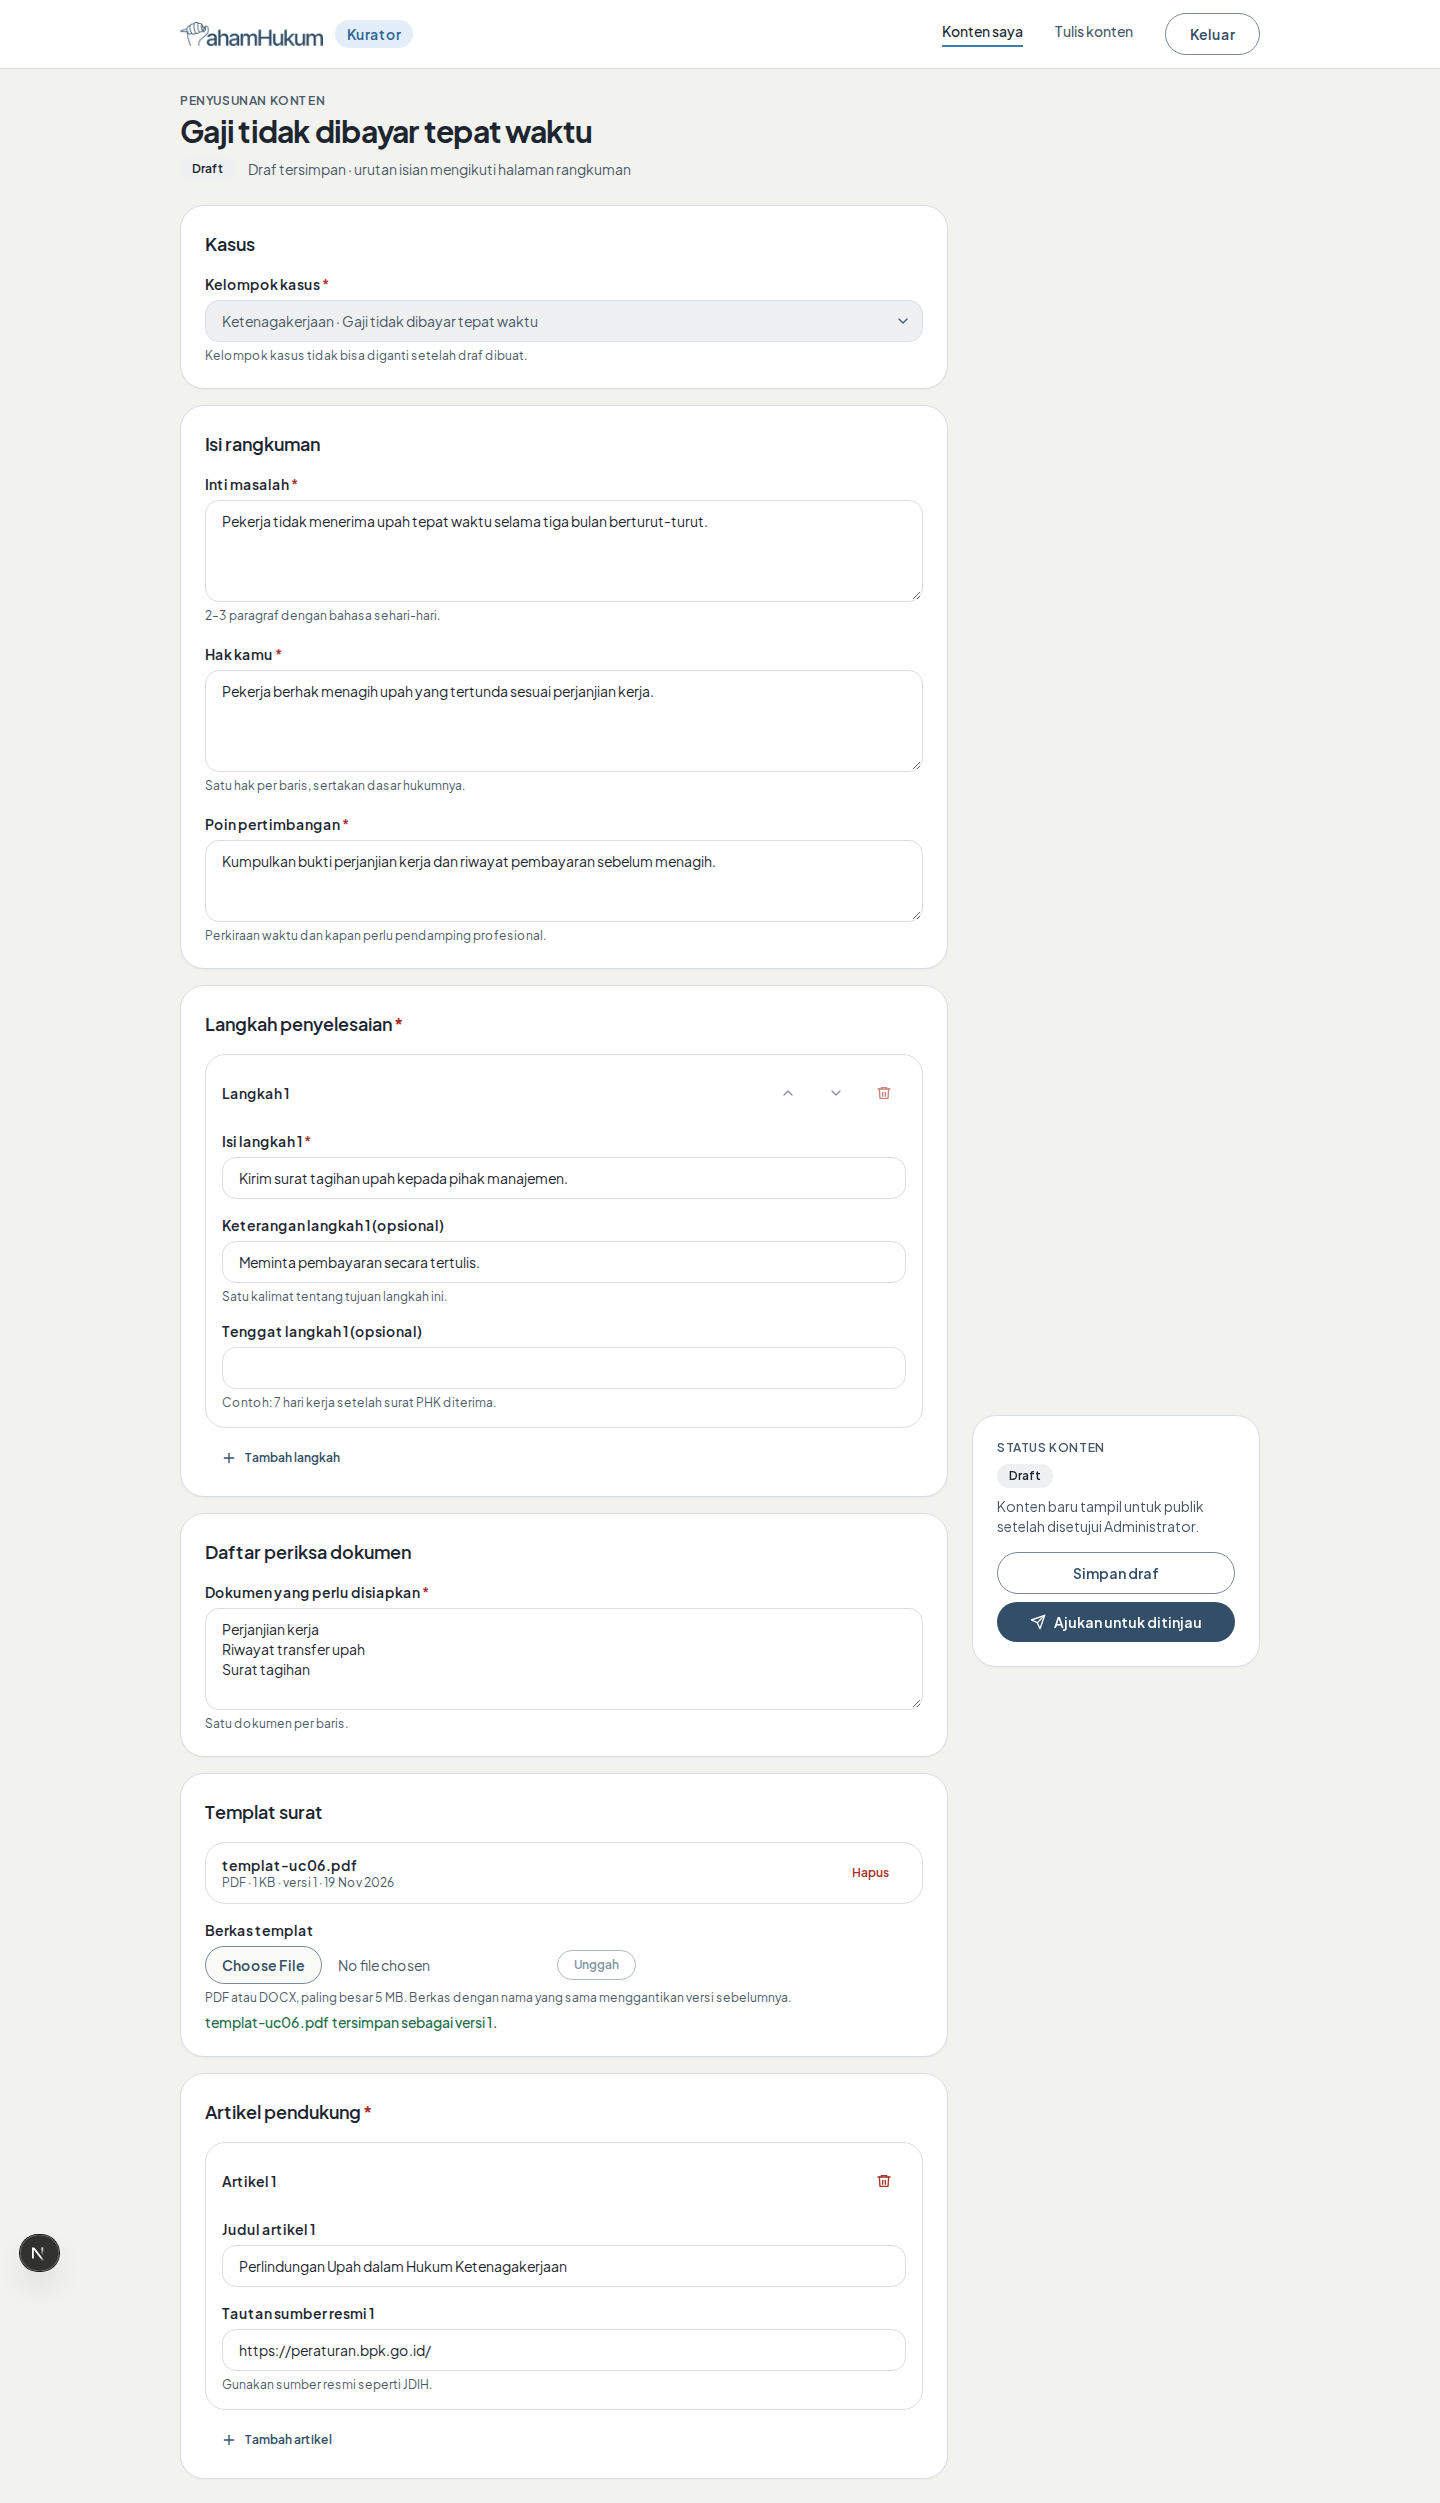 ahamHukum
Kurator
Konten saya
Tulis konten
Keluar
PENYUSUNAN KONTEN
Gaji tidak dibayar tepat waktu
Draft
Draf tersimpan · urutan isian mengikuti halaman rangkuman
Kasus
Kelompok kasus *
Ketenagakerjaan · Gaji tidak dibayar tepat waktu
Kelompok kasus tidak bisa diganti setelah draf dibuat.
Isi rangkuman
Inti masalah *
Pekerja tidak menerima upah tepat waktu selama tiga bulan berturut-turut.
2–3 paragraf dengan bahasa sehari-hari.
Hak kamu *
Pekerja berhak menagih upah yang tertunda sesuai perjanjian kerja.
Satu hak per baris, sertakan dasar hukumnya.
Poin pertimbangan *
Kumpulkan bukti perjanjian kerja dan riwayat pembayaran sebelum menagih.
Perkiraan waktu dan kapan perlu pendamping profesional.
Langkah penyelesaian *
Langkah 1
Isi langkah 1 *
Kirim surat tagihan upah kepada pihak manajemen.
Keterangan langkah 1 (opsional)
Meminta pembayaran secara tertulis.
Satu kalimat tentang tujuan langkah ini.
Tenggat langkah 1 (opsional)
Contoh: 7 hari kerja setelah surat PHK diterima.
Tambah langkah
STATUS KONTEN
Draft
Konten baru tampil untuk publik
setelah disetujui Administrator.
Simpan draf
Ajukan untuk ditinjau
Daftar periksa dokumen
Dokumen yang perlu disiapkan *
Perjanjian kerja
Riwayat transfer upah
Surat tagihan
Satu dokumen per baris.
Templat surat
templat-uc06.pdf
PDF · 1 KB · versi 1 · 19 Nov 2026
Hapus
Berkas templat
Choose File
No file chosen
Unggah
PDF atau DOCX, paling besar 5 MB. Berkas dengan nama yang sama menggantikan versi sebelumnya.
templat-uc06.pdf tersimpan sebagai versi 1.
Artikel pendukung *
Artikel 1
Judul artikel 1
Perlindungan Upah dalam Hukum Ketenagakerjaan
Tautan sumber resmi 1
https://peraturan.bpk.go.id/
Gunakan sumber resmi seperti JDIH.
Tambah artikel
N